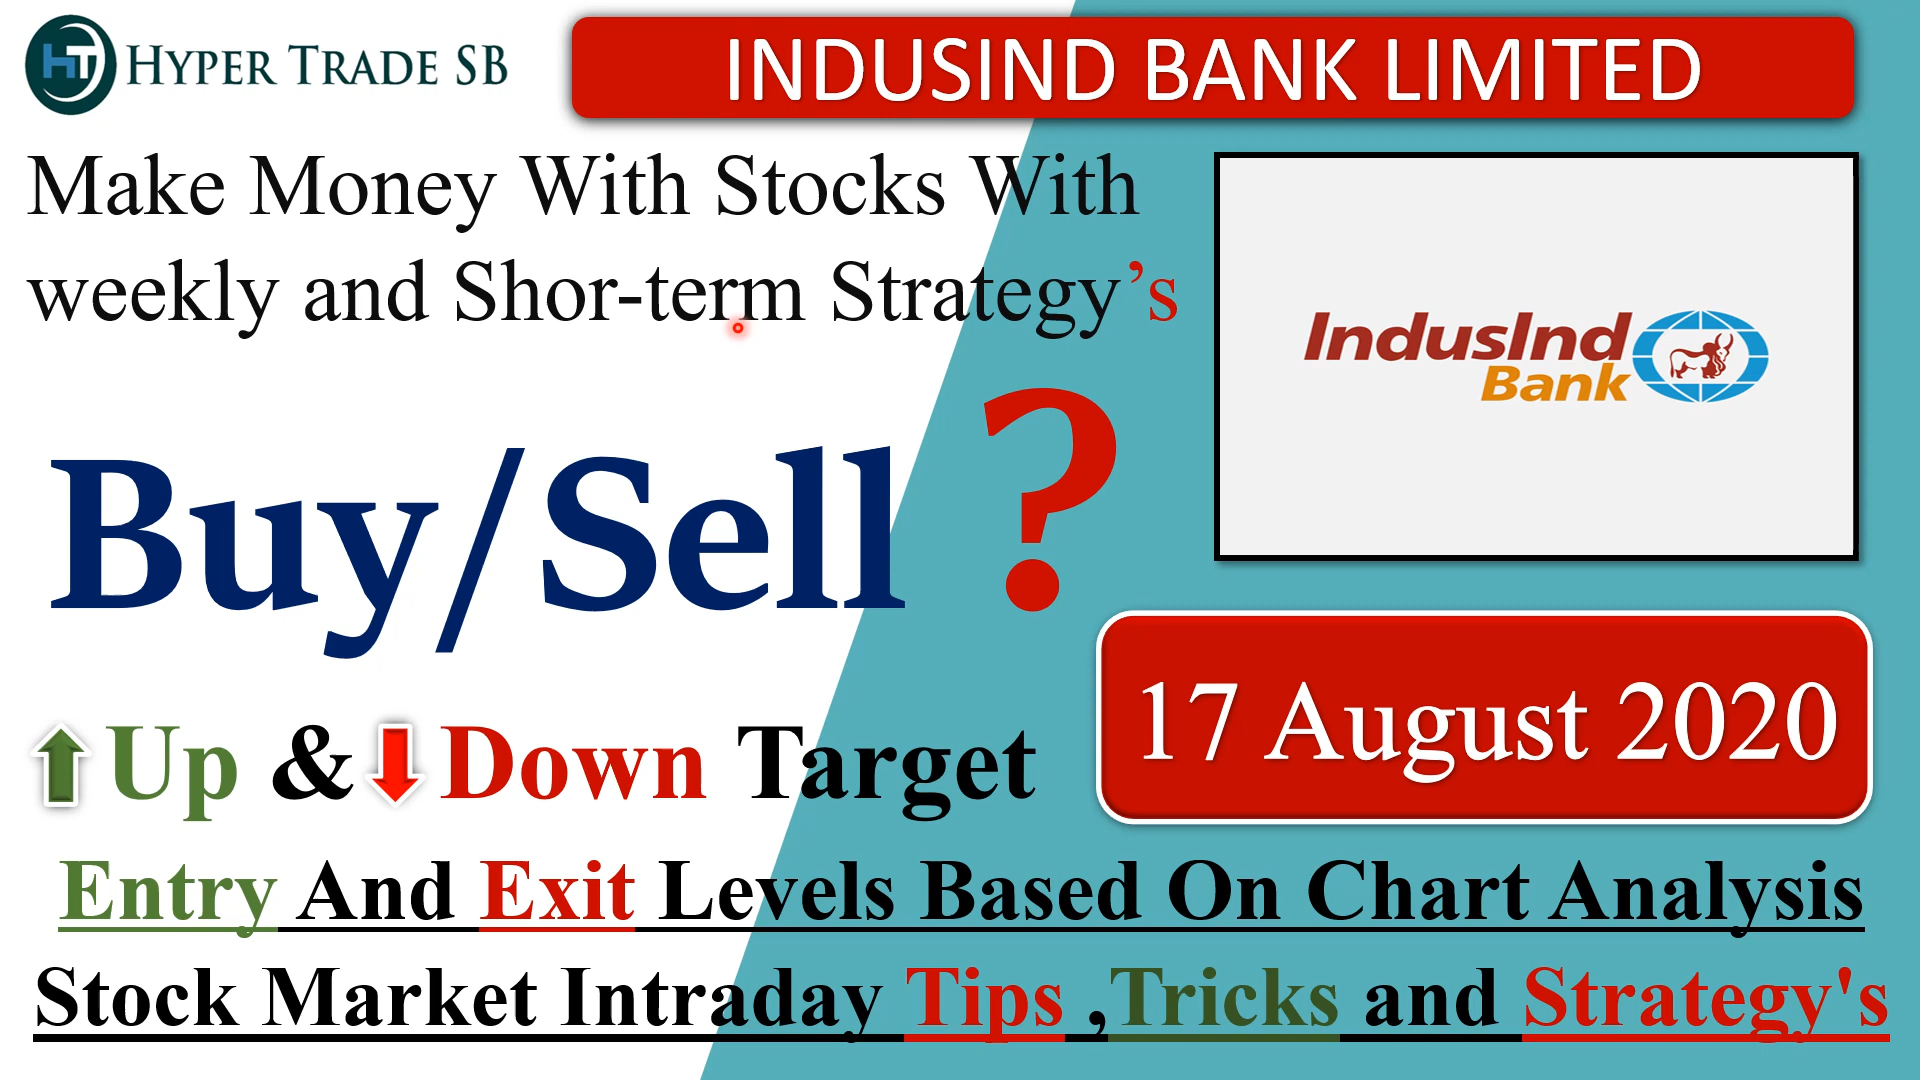 HT HYPER TRADE SB
INDUSIND BANK LIMITED
Make Money With Stocks With
weekly and Shor-term Strategy’s
IndusInd
Bank
Buy/Sell ?
17 August 2020
Up & Down Target
Entry And Exit Levels Based On Chart Analysis
Stock Market Intraday Tips ,Tricks and Strategy's